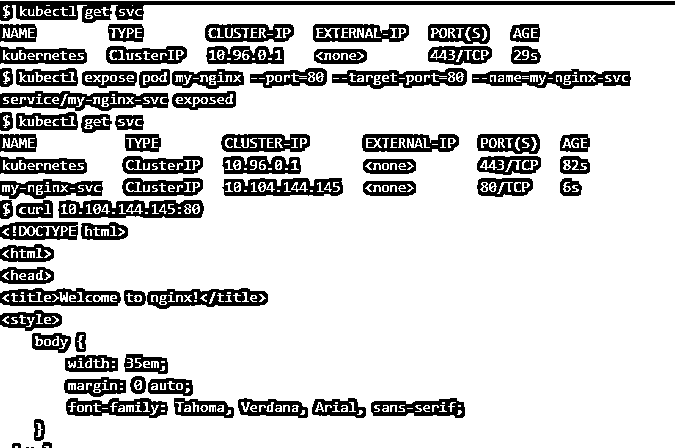 $ kubectl get svc
NAME TYPE CLUSTER-IP EXTERNAL-IP PORT(S) AGE
kubernetes ClusterIP 10.96.0.1 <none> 443/TCP 29s
$ kubectl expose pod my-nginx --port=80 --target-port=80 --name=my-nginx-svc
service/my-nginx-svc exposed
$ kubectl get svc
NAME TYPE CLUSTER-IP EXTERNAL-IP PORT(S) AGE
kubernetes ClusterIP 10.96.0.1 <none> 443/TCP 82s
my-nginx-svc ClusterIP 10.104.144.145 <none> 80/TCP 6s
$ curl 10.104.144.145:80
<!DOCTYPE html>
<html>
<head>
<title>Welcome to nginx!</title>
<style>
body {
width: 35em;
margin: 0 auto;
font-family: Tahoma, Verdana, Arial, sans-serif;
}